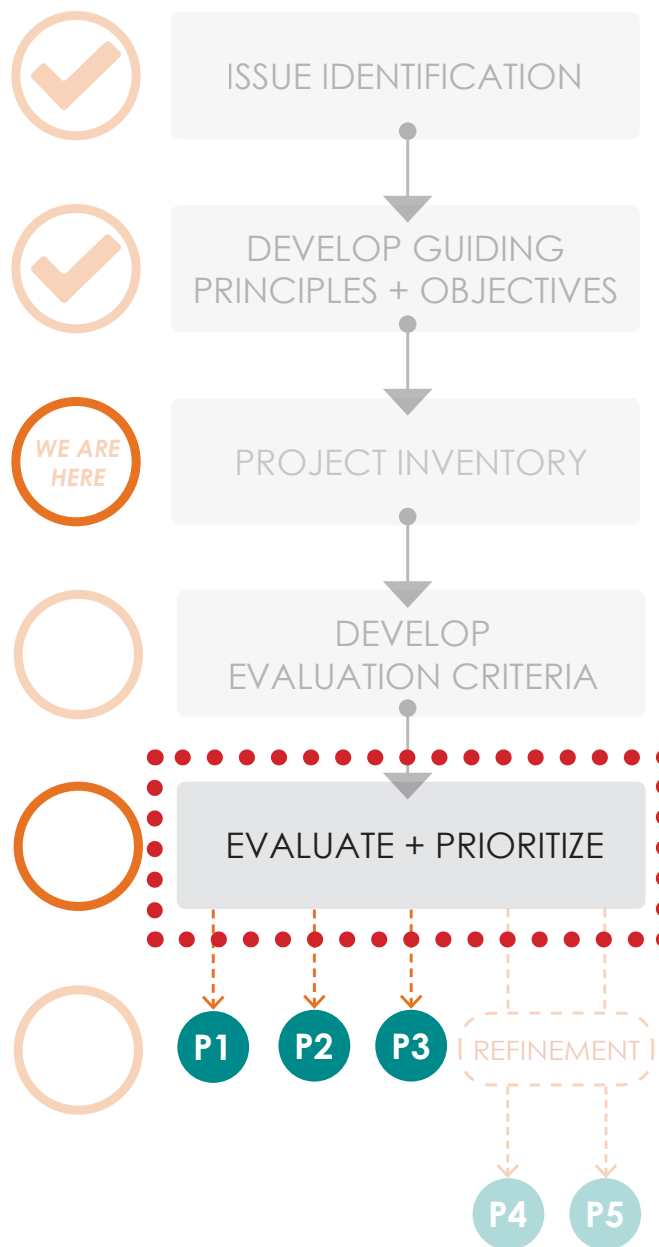 ISSUE IDENTIFICATION
DEVELOP GUIDING
PRINCIPLES + OBJECTIVES
WE ARE
HERE
PROJECT INVENTORY
DEVELOP
EVALUATION CRITERIA
EVALUATE + PRIORITIZE
P1
P2
P3
REFINEMENT
P4
P5